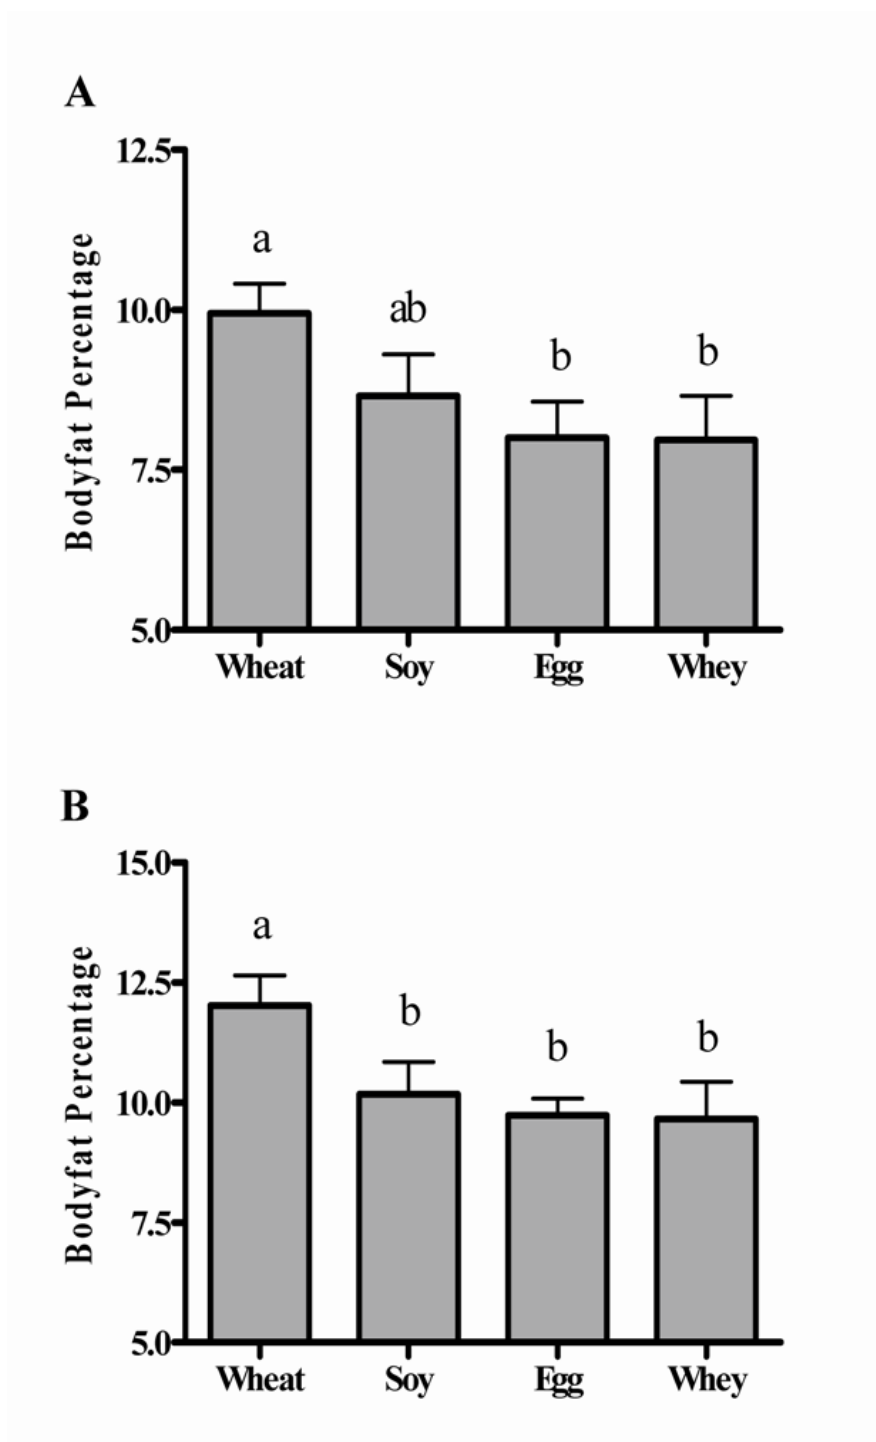 A
12.5
10.0
7.5
5.0
Bodyfat Percentage
a
ab
b
b
Wheat Soy Egg Whey
B
15.0
12.5
10.0
7.5
5.0
Bodyfat Percentage
a
b
b
b
Wheat Soy Egg Whey